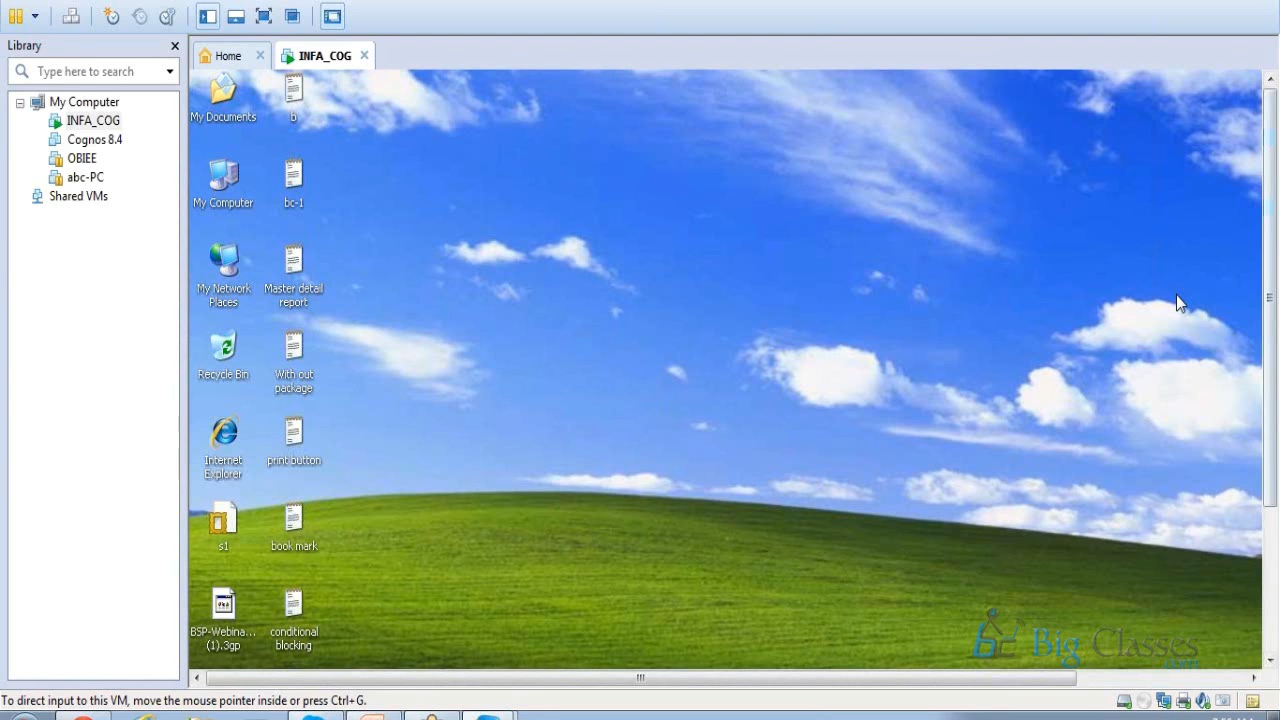 Library
Type here to search
My Computer
INFA_COG
Cognos 8.4
OBIEE
abc-PC
Shared VMs
Home
INFA_COG
My Documents
b
My Computer
bc-1
My Network
Places
Master detail
report
Recycle Bin
With out
package
Internet
Explorer
print button
s1
book mark
BSP-Webina...
(1).3gp
conditional
blocking
Big Classes
.com
To direct input to this VM, move the mouse pointer inside or press Ctrl+G.